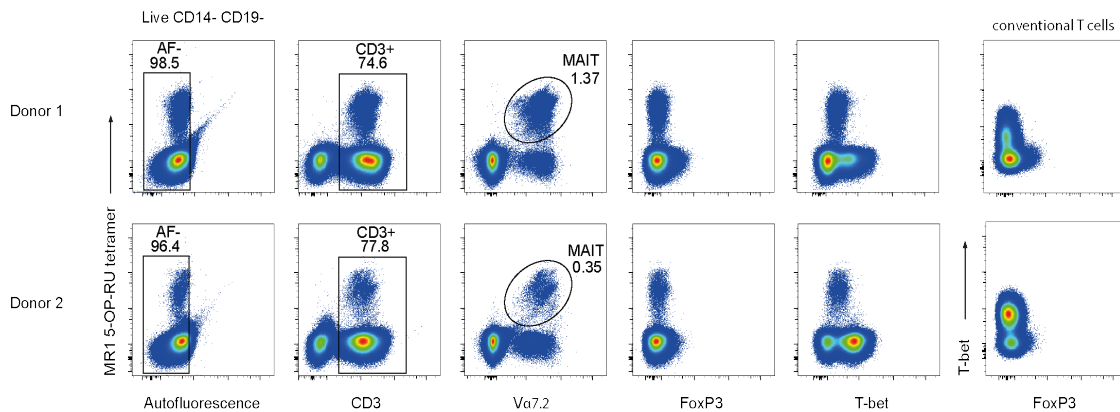 Live CD14- CD19-
conventional T cells
Donor 1
AF-
98.5
CD3+
74.6
MAIT
1.37
Donor 2
AF-
96.4
CD3+
77.8
MAIT
0.35
MR1 5-OP-RU tetramer
T-bet
Autofluorescence
CD3
Vα7.2
FoxP3
T-bet
FoxP3